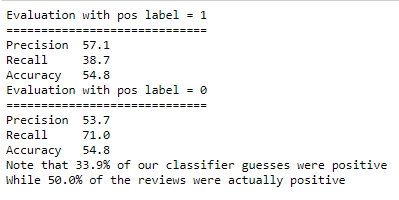 Evaluation with pos label = 1
=============================
Precision  57.1
Recall     38.7
Accuracy   54.8
Evaluation with pos label = 0
=============================
Precision  53.7
Recall     71.0
Accuracy   54.8
Note that 33.9% of our classifier guesses were positive
While 50.0% of the reviews were actually positive